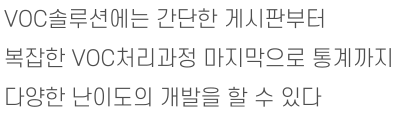 VOC솔루션에는 간단한 게시판부터
복잡한 VOC처리과정 마지막으로 통계까지
다양한 난이도의 개발을 할 수 있다